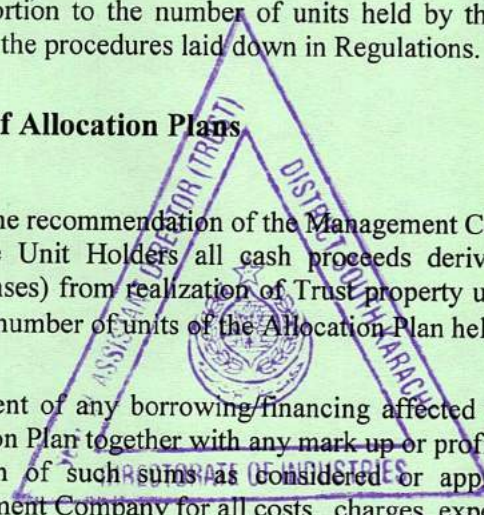 ortion to the number of units held by th
the procedures laid down in Regulations.
f Allocation Plans
he recommendation of the Management C
e Unit Holders all cash proceeds deriv
nses) from realization of Trust property u
number of units of the Allocation Plan hel
ent of any borrowing/financing affected
on Plan together with any mark up or prof
n of such sums as considered or app
ment Company for all costs, charges, expe
ASSISTANT DIRECTOR (TRUST)
DISTRICT SOUTH KARACHI
DIRECTORATE OF INDUSTRIES